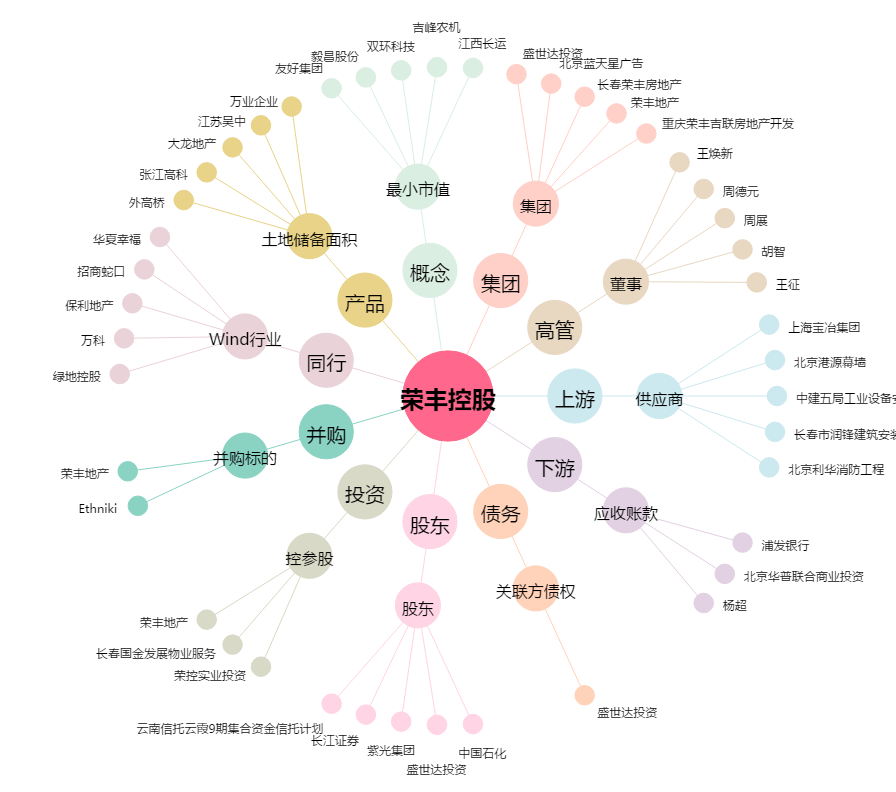 吉峰农机
双环科技
江西长运
毅昌股份
友好集团
盛世达投资
北京蓝天星广告
长春荣丰房地产
荣丰地产
重庆荣丰吉联房地产开发
万业企业
江苏吴中
大龙地产
张江高科
外高桥
最小市值
集团
王焕新
周德元
周展
胡智
王征
董事
土地储备面积
概念
集团
产品
高管
华夏幸福
招商蛇口
保利地产
万科
绿地控股
Wind行业
同行
荣丰控股
上游
供应商
上海宝冶集团
北京港源幕墙
中建五局工业设备安
长春市润锋建筑安装
北京利华消防工程
并购
并购标的
荣丰地产
Ethniki
下游
应收账款
浦发银行
北京华普联合商业投资
杨超
投资
股东
债务
控参股
荣丰地产
长春国金发展物业服务
荣控实业投资
股东
关联方债权
盛世达投资
云南信托云霞9期集合资金信托计划
长江证券
紫光集团
盛世达投资
中国石化